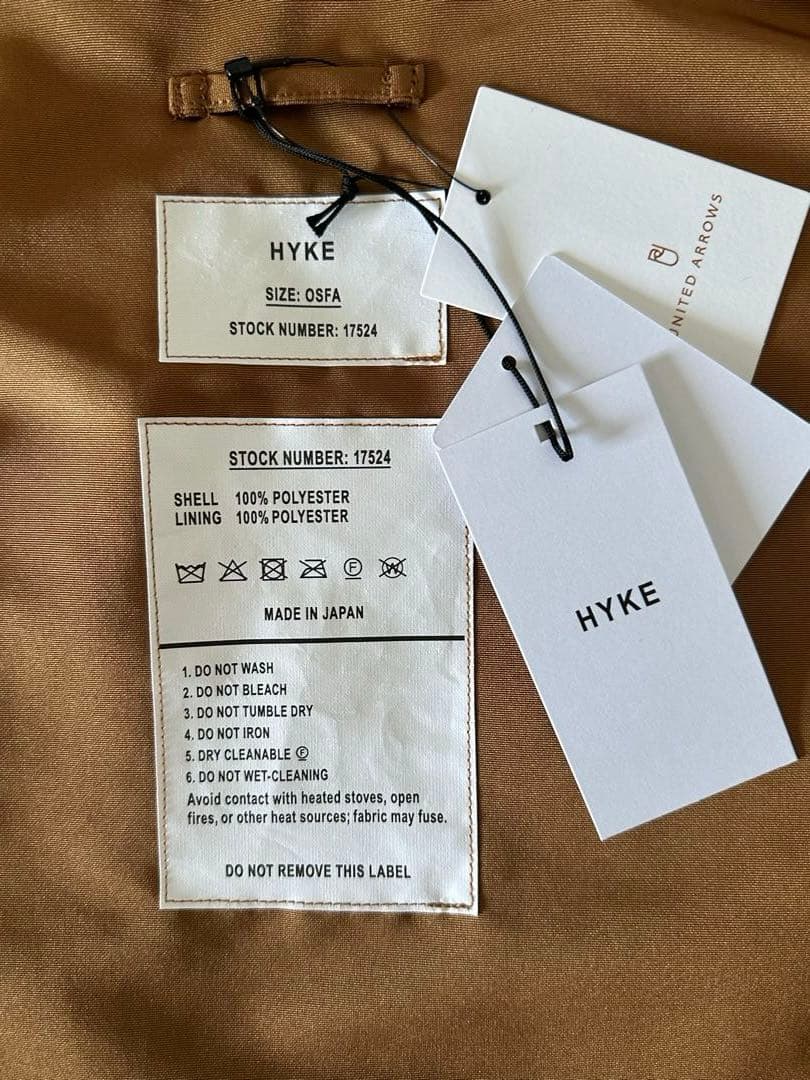 HYKE
SIZE: OSFA
STOCK NUMBER: 17524
UNITED ARROWS
HYKE
STOCK NUMBER: 17524
SHELL 100% POLYESTER
LINING 100% POLYESTER
F W
MADE IN JAPAN
1. DO NOT WASH
2. DO NOT BLEACH
3. DO NOT TUMBLE DRY
4. DO NOT IRON
5. DRY CLEANABLE Ⓕ
6. DO NOT WET-CLEANING
Avoid contact with heated stoves, open
fires, or other heat sources; fabric may fuse.
DO NOT REMOVE THIS LABEL